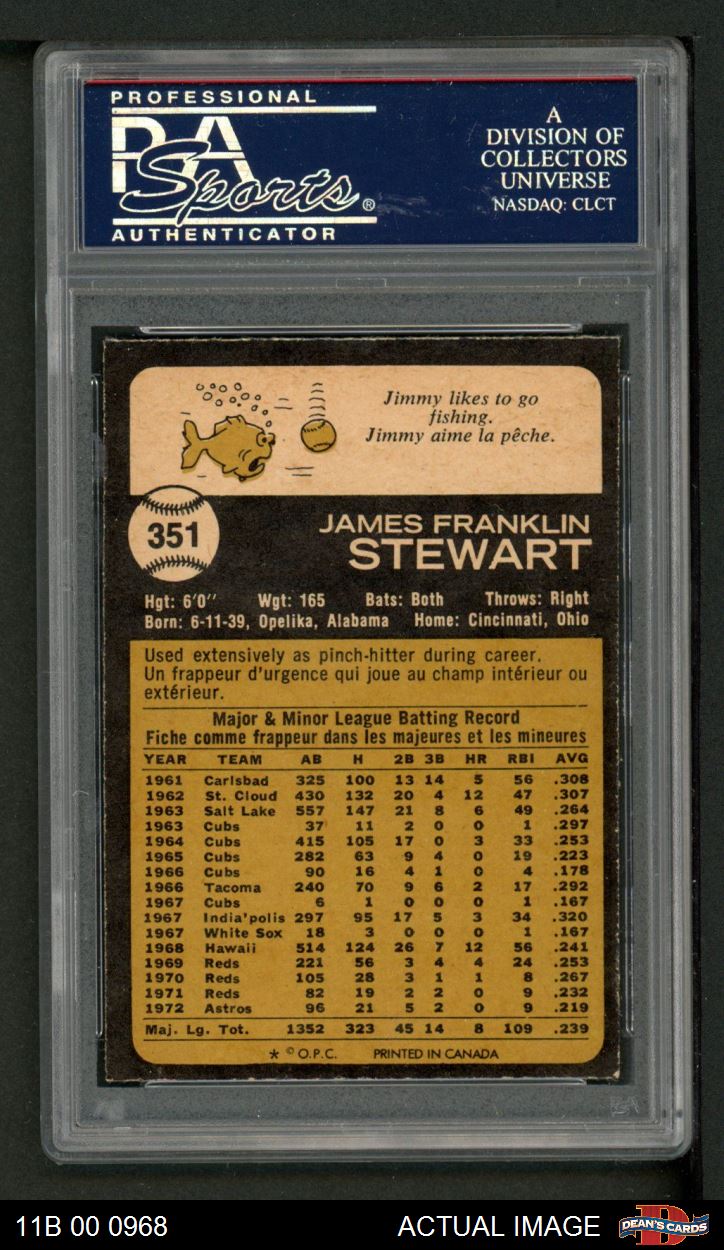 PROFESSIONAL
PSA
Sports®
AUTHENTICATOR
A
DIVISION OF
COLLECTORS
UNIVERSE
NASDAQ: CLCT
Jimmy likes to go
fishing.
Jimmy aime la pêche.
351
JAMES FRANKLIN
STEWART
Hgt: 6'0" Wgt: 165 Bats: Both Throws: Right
Born: 6-11-39, Opelika, Alabama Home: Cincinnati, Ohio
Used extensively as pinch-hitter during career.
Un frappeur d'urgence qui joue au champ intérieur ou
extérieur.
Major & Minor League Batting Record
Fiche comme frappeur dans les majeures et les mineures
YEAR TEAM AB H 2B 3B HR RBI AVG
1961 Carlsbad 325 100 13 14 5 56 .308
1962 St. Cloud 430 132 20 4 12 47 .307
1963 Salt Lake 557 147 21 8 6 49 .264
1963 Cubs 37 11 2 0 0 1 .297
1964 Cubs 415 105 17 0 3 33 .253
1965 Cubs 282 63 9 4 0 19 .223
1966 Cubs 90 16 4 1 0 4 .178
1966 Tacoma 240 70 9 6 2 17 .292
1967 Cubs 6 1 0 0 0 1 .167
1967 India'polis 297 95 17 5 3 34 .320
1967 White Sox 18 3 0 0 0 1 .167
1968 Hawaii 514 124 26 7 12 56 .241
1969 Reds 221 56 3 4 4 24 .253
1970 Reds 105 28 3 1 1 8 .267
1971 Reds 82 19 2 2 0 9 .232
1972 Astros 96 21 5 2 0 9 .219
Maj. Lg. Tot. 1352 323 45 14 8 109 .239
* © O.P.C. PRINTED IN CANADA
11B 00 0968 ACTUAL IMAGE DEAN'S CARDS